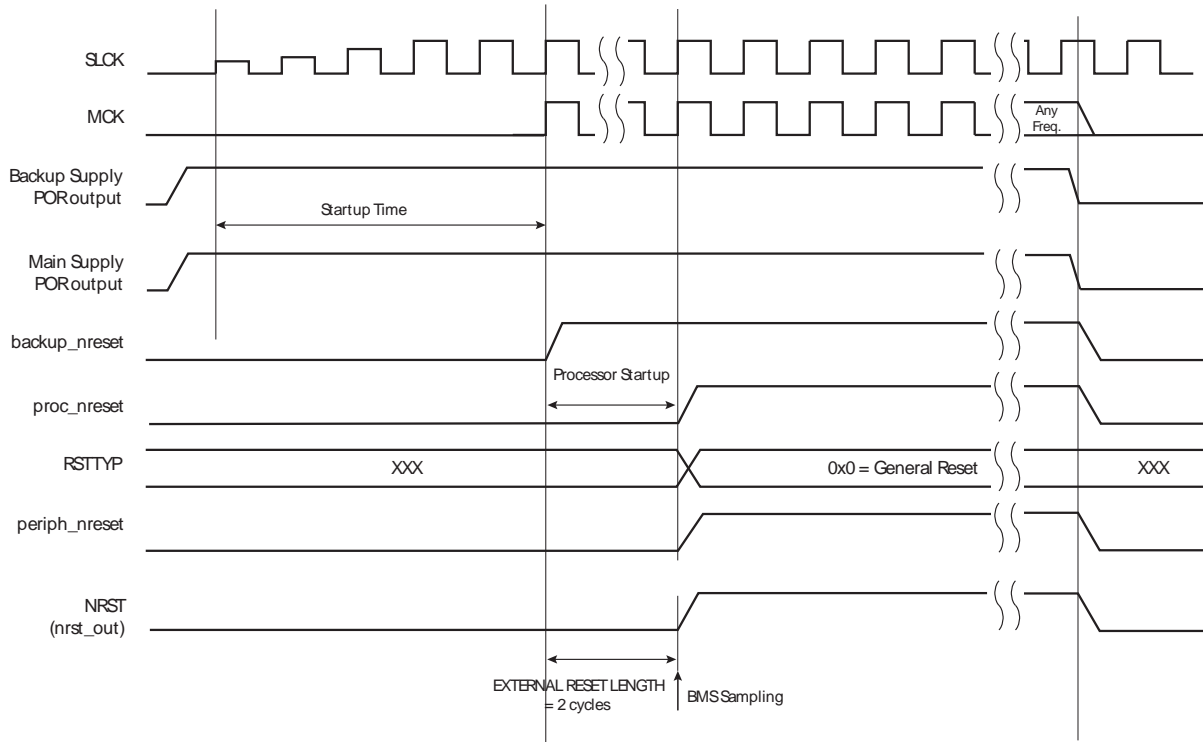 SLCK
MCK
Any
Freq.
Backup Supply
POR output
Startup Time
Main Supply
POR output
backup_nreset
Processor Startup
proc_nreset
RSTTYP
XXX
0x0 = General Reset
XXX
periph_nreset
NRST
(nrst_out)
EXTERNAL RESET LENGTH
= 2 cycles
BMS Sampling